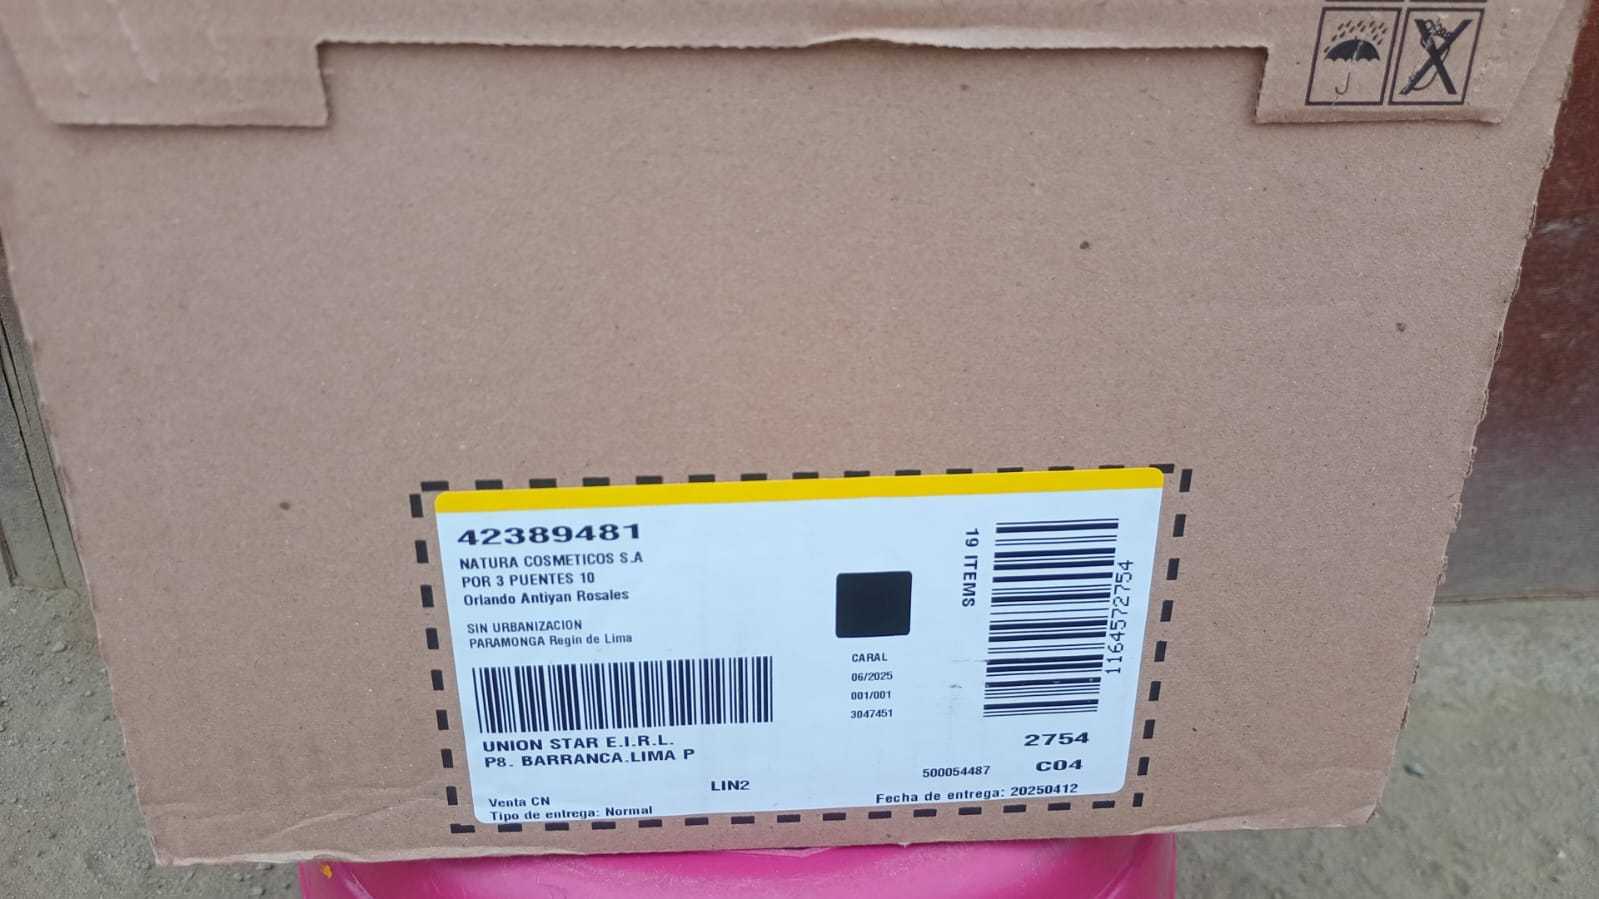 42389481
NATURA COSMETICOS S.A
POR 3 PUENTES 10
Orlando Antiyan Rosales
SIN URBANIZACION
PARAMONGA Regin de Lima
UNION STAR E.I.R.L.
P8. BARRANCA.LIMA P
LIN2
Venta CN
Tipo de entrega: Normal
CARAL
06/2025
001/001
3047451
19 ITEMS
1164572754
2754
500054487
C04
Fecha de entrega: 20250412